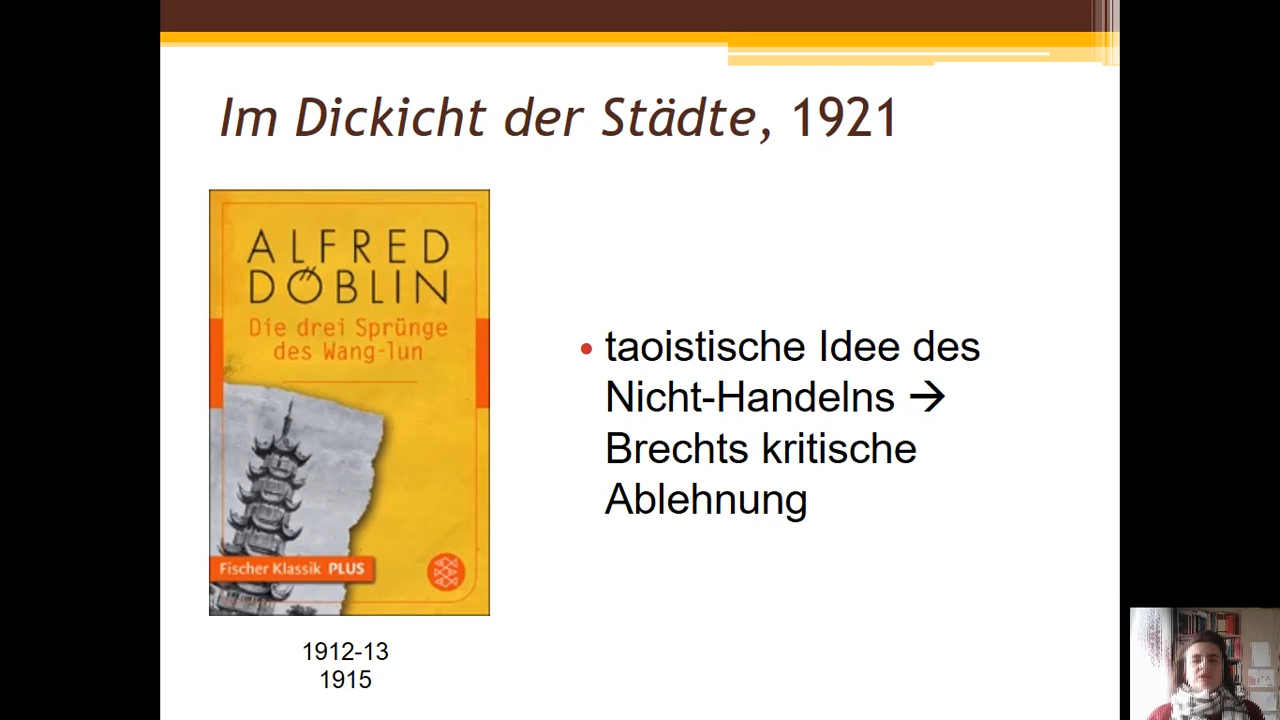 Im Dickicht der Städte, 1921
ALFRED
DÖBLIN
Die drei Sprünge
des Wang-lun
Fischer Klassik PLUS
1912-13
1915
• taoistische Idee des
Nicht-Handelns →
Brechts kritische
Ablehnung